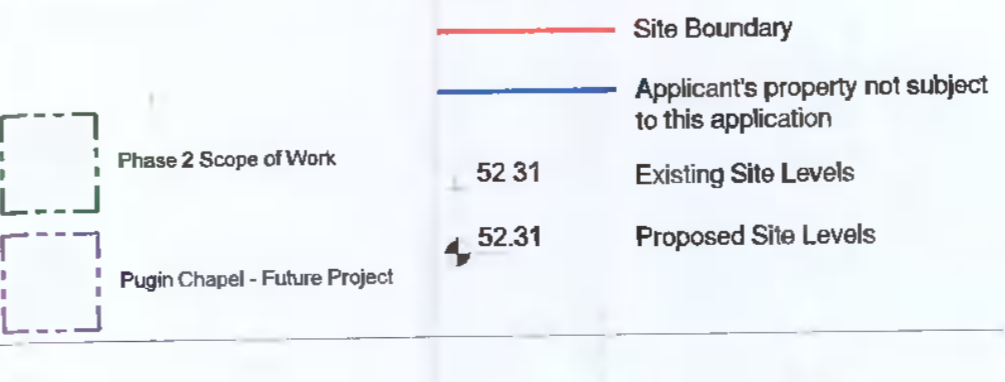 Site Boundary
Applicant's property not subject
to this application
Phase 2 Scope of Work
52 31 Existing Site Levels
52.31 Proposed Site Levels
Pugin Chapel - Future Project